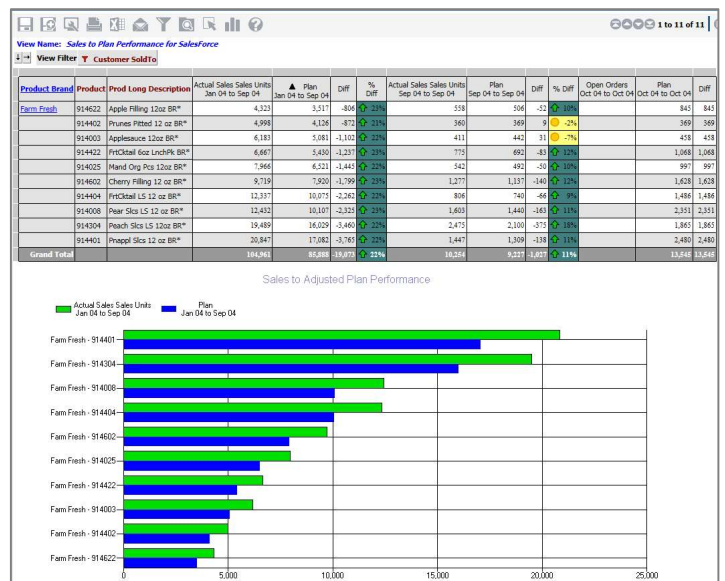 1 to 11 of 11
View Name: Sales to Plan Performance for SalesForce
View Filter Customer SoldTo
Product Brand Product Prod Long Description Actual Sales Sales Units Jan 04 to Sep 04 Plan Jan 04 to Sep 04 Diff % Diff Actual Sales Sales Units Sep 04 to Sep 04 Plan Sep 04 to Sep 04 Diff % Diff Open Orders Oct 04 to Oct 04 Plan Oct 04 to Oct 04 Diff
Farm Fresh 914622 Apple Filling 12oz BR* 4,323 3,517 -806 23% 558 506 -52 10% 845 845
914402 Prunes Pitted 12 oz BR* 4,998 4,126 -872 21% 360 369 9 -2% 369 369
914003 Applesauce 12oz BR* 6,183 5,081 -1,102 22% 411 442 31 -7% 458 458
914422 FrtCktail 6oz LnchPk BR* 6,667 5,430 -1,237 23% 775 692 -83 12% 1,068 1,068
914025 Mand Org Pcs 12oz BR* 7,966 6,521 -1,445 22% 542 492 -50 10% 997 997
914602 Cherry Filling 12 oz BR* 9,719 7,920 -1,799 23% 1,277 1,137 -140 12% 1,628 1,628
914404 FrtCktail LS 12 oz BR* 12,337 10,075 -2,262 22% 806 740 -66 9% 1,486 1,486
914008 Pear Slcs LS 12 oz BR* 12,432 10,107 -2,325 23% 1,603 1,440 -163 11% 2,351 2,351
914304 Peach Slcs LS 12oz BR* 19,489 16,029 -3,460 22% 2,475 2,100 -375 18% 1,865 1,865
914401 Pnappl Slcs 12 oz BR* 20,847 17,082 -3,765 22% 1,447 1,309 -138 11% 2,480 2,480
Grand Total 104,961 85,888 -19,073 22% 10,254 9,227 -1,027 11% 13,545 13,545
Sales to Adjusted Plan Performance
Actual Sales Sales Units Jan 04 to Sep 04 Plan Jan 04 to Sep 04
Farm Fresh - 914401
Farm Fresh - 914304
Farm Fresh - 914008
Farm Fresh - 914404
Farm Fresh - 914602
Farm Fresh - 914025
Farm Fresh - 914422
Farm Fresh - 914003
Farm Fresh - 914402
Farm Fresh - 914622
0 5,000 10,000 15,000 20,000 25,000